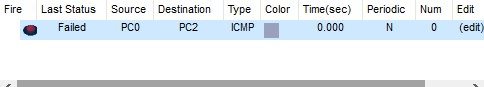 Fire Last Status Source Destination Type Color Time(sec) Periodic Num Edit
Failed PC0 PC2 ICMP 0.000 N 0 (edit)